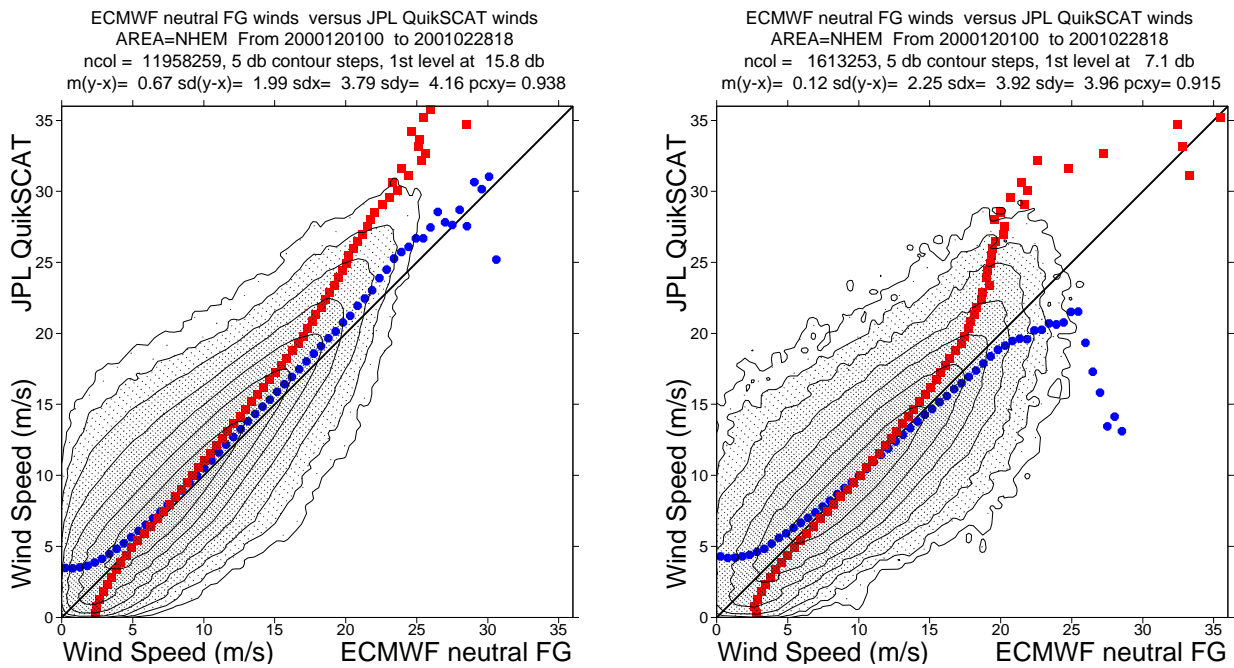 ECMWF neutral FG winds versus JPL QuikSCAT winds
AREA=NHEM From 2000120100 to 2001022818
ncol = 11958259, 5 db contour steps, 1st level at 15.8 db
m(y-x)= 0.67 sd(y-x)= 1.99 sdx= 3.79 sdy= 4.16 pcxy= 0.938
35
30
25
20
15
10
5
0
JPL QuikSCAT
Wind Speed (m/s)
0 5 10 15 20 25 30 35
Wind Speed (m/s) ECMWF neutral FG
ECMWF neutral FG winds versus JPL QuikSCAT winds
AREA=NHEM From 2000120100 to 2001022818
ncol = 1613253, 5 db contour steps, 1st level at 7.1 db
m(y-x)= 0.12 sd(y-x)= 2.25 sdx= 3.92 sdy= 3.96 pcxy= 0.915
35
30
25
20
15
10
5
0
JPL QuikSCAT
Wind Speed (m/s)
0 5 10 15 20 25 30 35
Wind Speed (m/s) ECMWF neutral FG